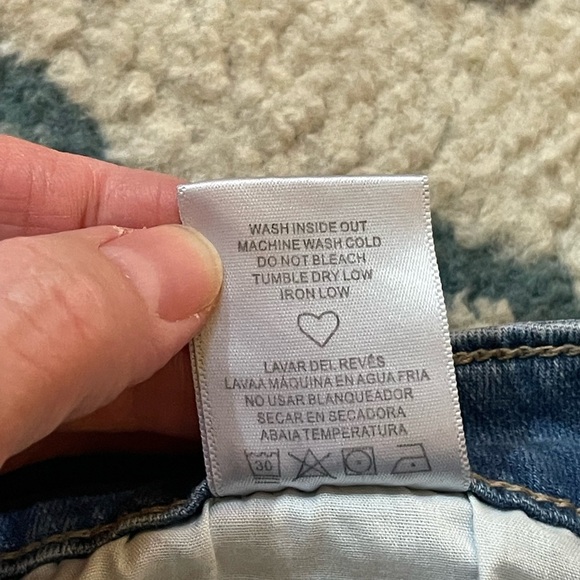 WASH INSIDE OUT
MACHINE WASH COLD
DO NOT BLEACH
TUMBLE DRY LOW
IRON LOW
LAVAR DEL REVÉS
LAVAA MÁQUINA EN AGUA FRIA
NO USAR BLANQUEADOR
SECAR EN SECADORA
ABAIA TEMPERATURA
30